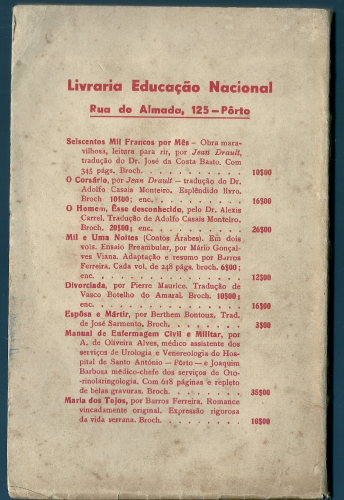 Livraria Educação Nacional
Rua do Almada, 125 — Pôrto
Seiscentos Mil Francos por Mês — Obra mara-
vilhosa, leitura para rir, por Jean Drault,
tradução do Dr. José da Costa Basto. Com
345 págs. Broch. . . . . . . . . . . . 10$00
O Corsário, por Jean Drault — tradução do Dr.
Adolfo Casais Monteiro. Esplêndido livro.
Broch 10$00; enc. . . . . . . . . . . 16$00
O Homem, Êsse desconhecido, pelo Dr. Alexis
Carrel. Tradução de Adolfo Casais Monteiro.
Broch. 20$00; enc. . . . . . . . . . . 26$00
Mil e Uma Noites (Contos Árabes). Em dois
vols. Ensaio Preambular, por Mário Gonçal-
ves Viana. Adaptação e resumo por Barros
Ferreira. Cada vol. de 248 págs. broch. 6$00;
enc. . . . . . . . . . . . . . . . . 12$00
Divorciada, por Pierre Maurice. Tradução de
Vasco Botelho do Amaral. Broch. 10$00;
enc. . . . . . . . . . . . . . . . . 16$00
Espôsa e Mártir, por Berthem Bontoux. Trad.
de José Sarmento. Broch. . . . . . . . 3$00
Manual de Enfermagem Civil e Militar, por
A. de Oliveira Alves, médico assistente dos
serviços de Urologia e Venereologia do Hos-
pital de Santo António — Pôrto — e Josquim
Barbosa médico-chefe dos serviços de Oto-
-rinolaringologia. Com 618 páginas e repleto
de belas gravuras. Broch. . . . . . . . 35$00
Maria dos Tojos, por Barros Ferreira. Romance
vincadamente original. Expressão rigorosa
da vida serrana. Broch. . . . . . . . . 10$00